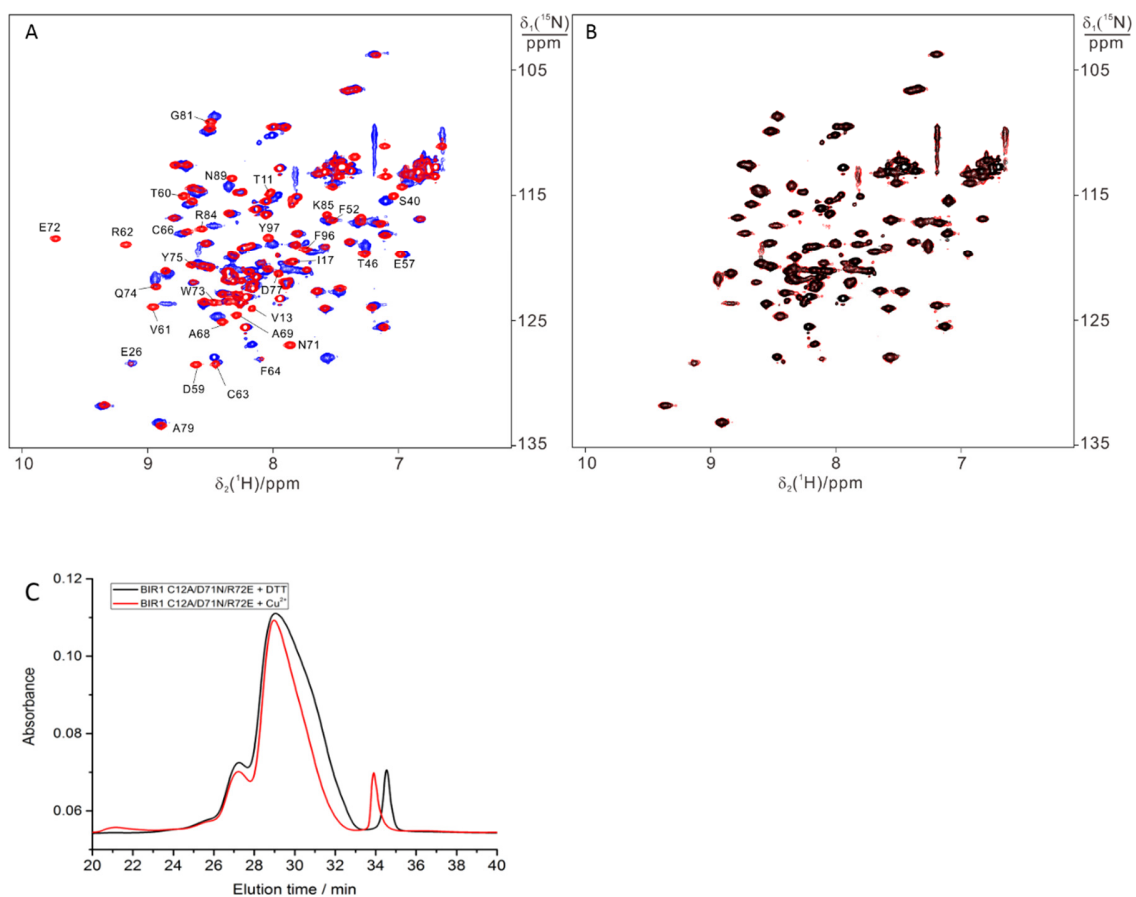 A
δ₁(¹⁵N)
ppm
105
115
125
135
10
9
8
7
δ₂(¹H)/ppm
G81
N89
T60
T11
R84
K85
F52
S40
E72
R62
C66
Y97
F96
Y75
I17
T46
E57
Q74
W73
D77
V61
V13
A68
A69
N71
E26
F64
D59
C63
A79
B
δ₁(¹⁵N)
ppm
105
115
125
135
10
9
8
7
δ₂(¹H)/ppm
C
BIR1 C12A/D71N/R72E + DTT
BIR1 C12A/D71N/R72E + Cu²⁺
0.12
0.10
0.08
0.06
Absorbance
20 22 24 26 28 30 32 34 36 38 40
Elution time / min